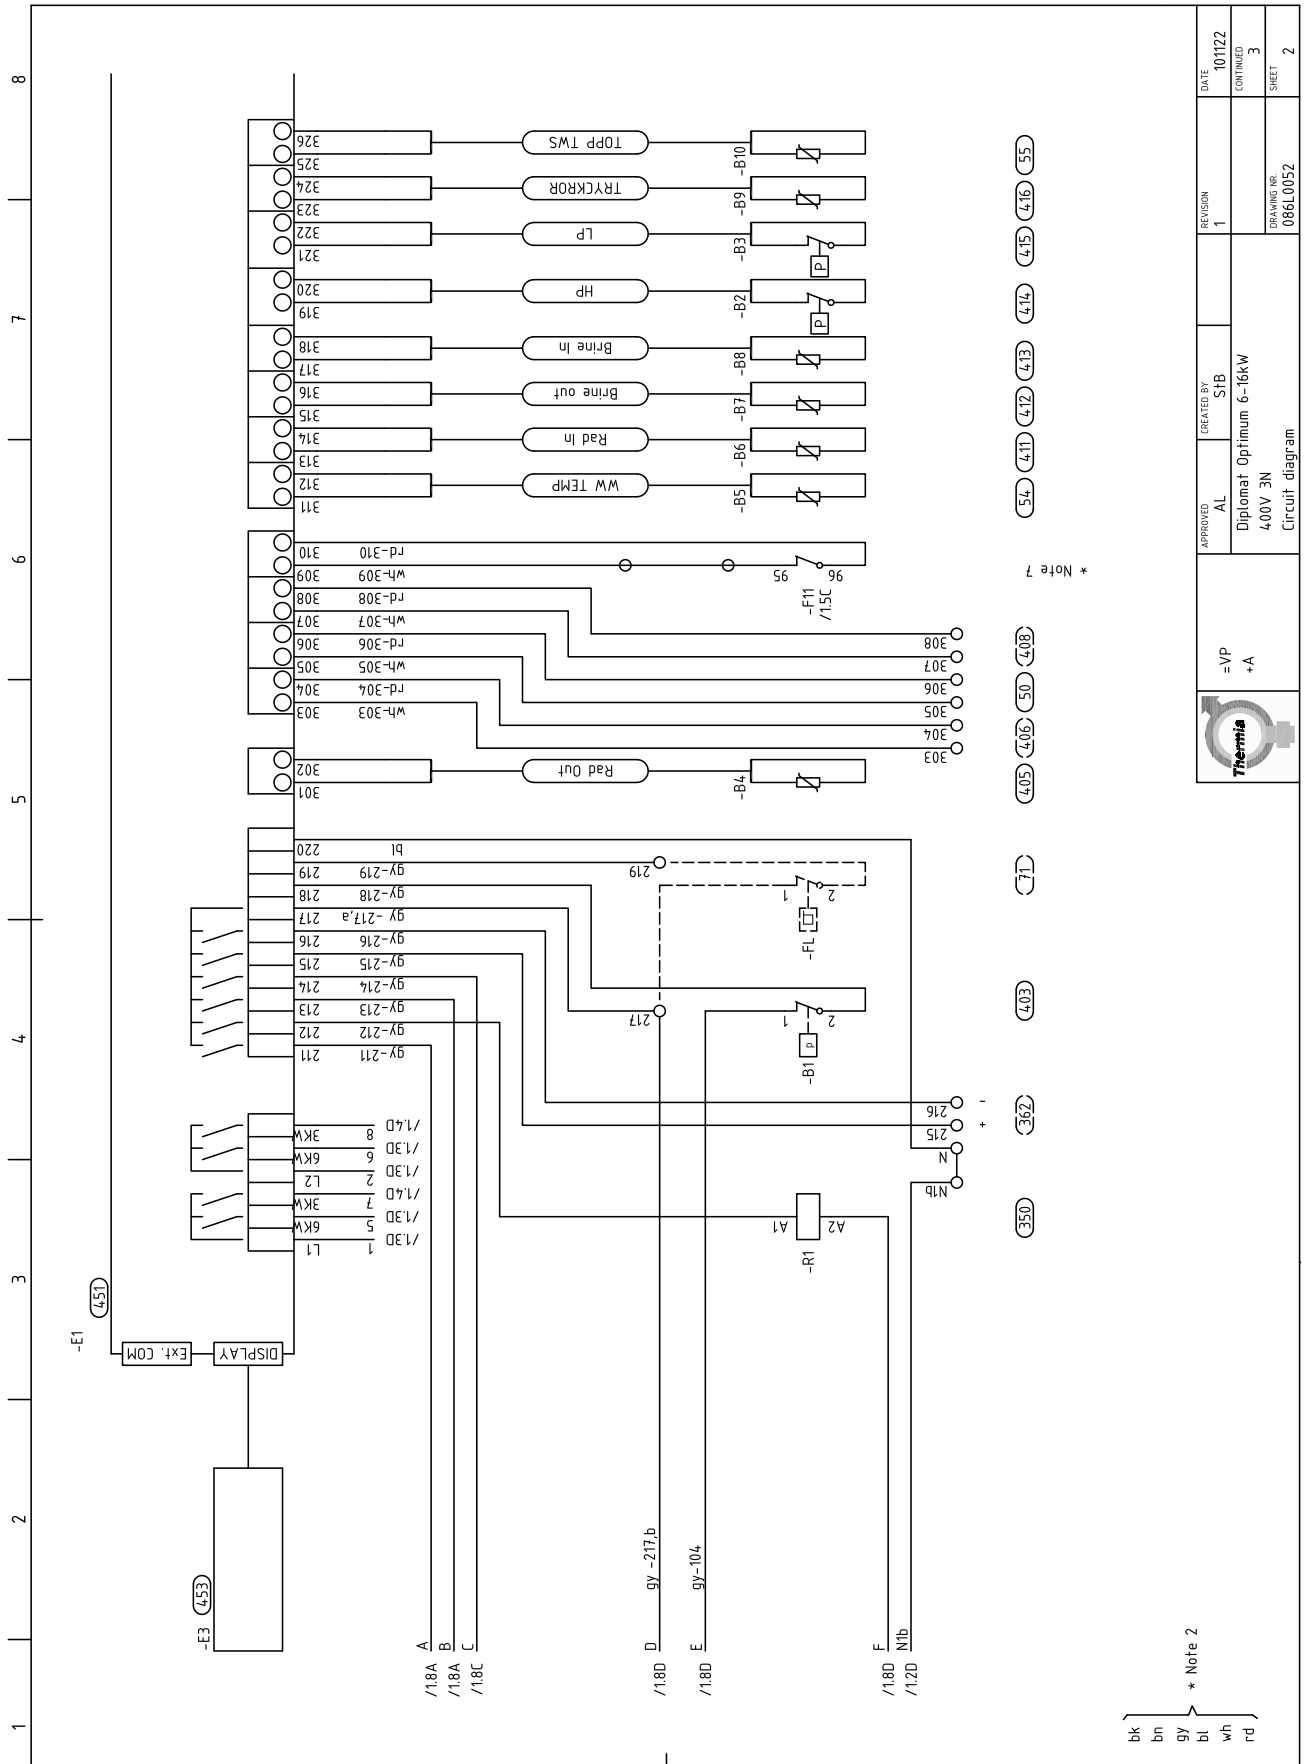 1
2
3
4
5
6
7
8
-E1
451
Ext. COM
DISPLAY
-E3
453
L1
1
/1.3D
6KW
5
/1.3D
3KW
7
/1.4D
L2
2
/1.3D
6KW
6
/1.3D
3KW
8
/1.4D
211
gy-211
212
gy-212
213
gy-213
214
gy-214
215
gy-215
216
gy-216
217
gy-217,a
218
gy-218
219
gy-219
220
bl
301
302
303
wh-303
304
rd-304
305
wh-305
306
rd-306
307
wh-307
308
rd-308
309
wh-309
310
rd-310
311
312
313
314
315
316
317
318
319
320
321
322
323
324
325
326
Rad Out
WW TEMP
Rad In
Brine out
Brine In
HP
LP
TRYCKROR
TOPP TWS
-B4
-B5
-B6
-B7
-B8
-B2
P
-B3
P
-B9
-B10
95
96
-F11
/1.5C
219
1
2
-FL
217
1
2
-B1
P
-R1
A1
A2
303
304
305
306
307
308
216
-
215
+
N
N1b
350
362
403
71
405
406
50
408
* Note 7
54
411
412
413
414
415
416
55
A
/1.8A
B
/1.8A
C
/1.8C
D
/1.8D
gy -217,b
E
/1.8D
gy-104
F
/1.8D
N1b
/1.2D
bk
bn
gy
bl
wh
rd
* Note 2
Thermia
=VP
+A
APPROVED
AL
CREATED BY
StB
REVISION
1
DATE
101122
Diplomat Optimum 6-16kW
400V 3N
Circuit diagram
CONTINUED
3
DRAWING NR.
086L0052
SHEET
2